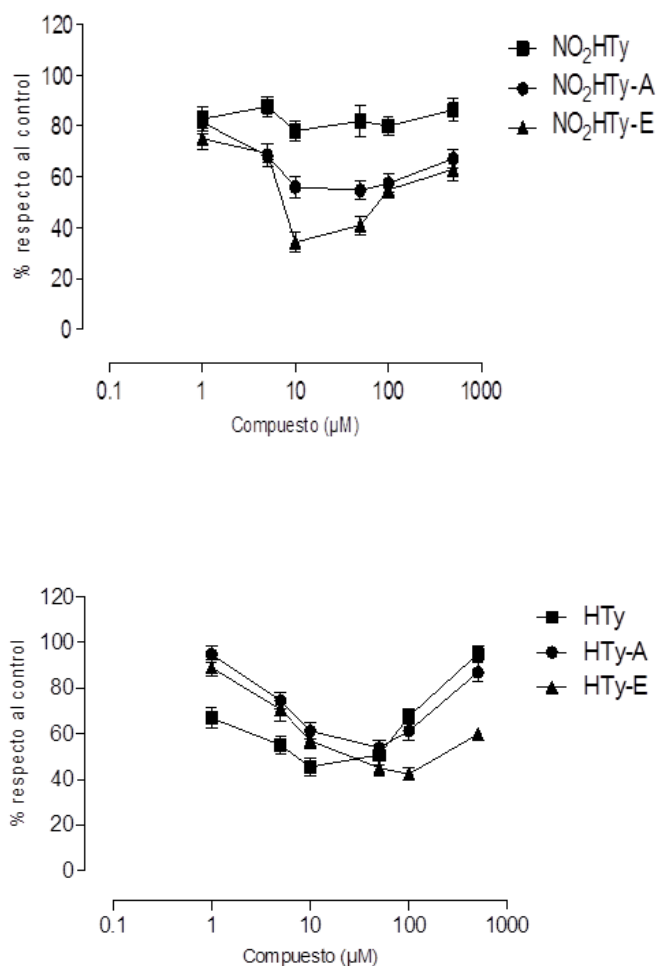 120
100
80
60
40
20
0
% respecto al control
0.1 1 10 100 1000
Compuesto (µM)
NO₂HTy
NO₂HTy-A
NO₂HTy-E
120
100
80
60
40
20
0
% respecto al control
0.1 1 10 100 1000
Compuesto (µM)
HTy
HTy-A
HTy-E